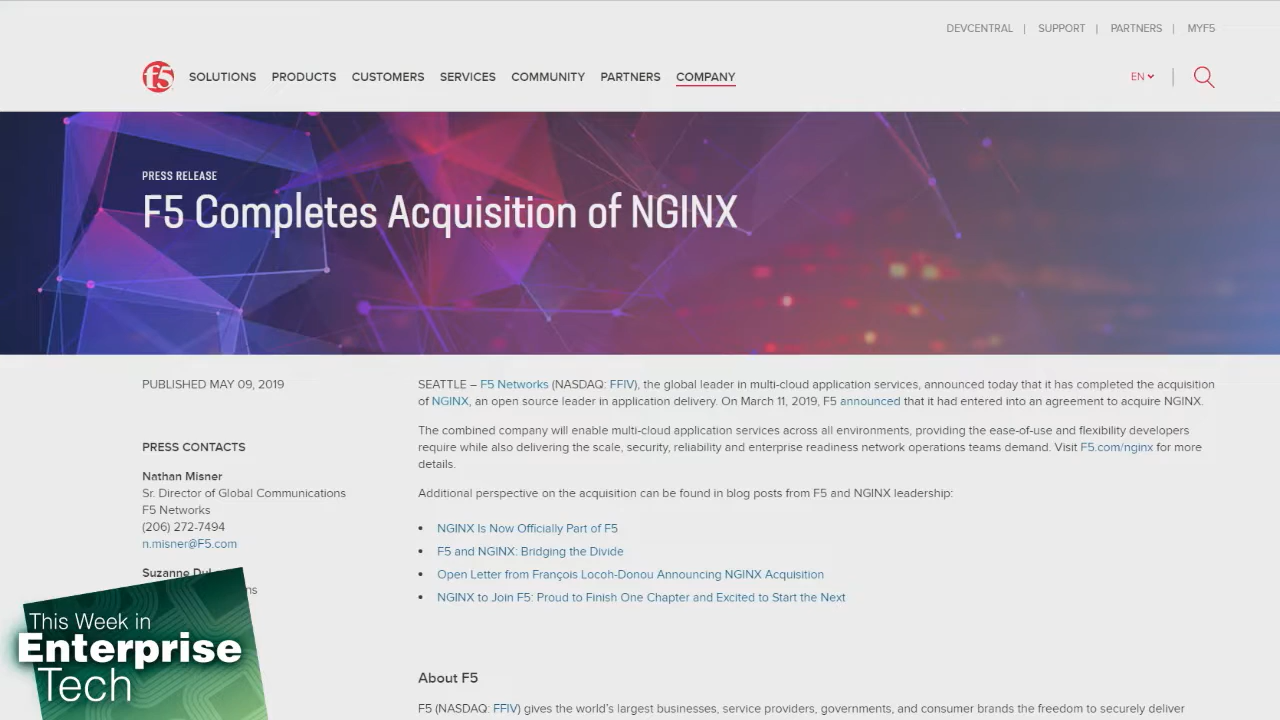 DEVCENTRAL | SUPPORT | PARTNERS | MYF5
f5 SOLUTIONS PRODUCTS CUSTOMERS SERVICES COMMUNITY PARTNERS COMPANY EN
PRESS RELEASE
F5 Completes Acquisition of NGINX
PUBLISHED MAY 09, 2019
PRESS CONTACTS
Nathan Misner
Sr. Director of Global Communications
F5 Networks
(206) 272-7494
n.misner@F5.com
Suzanne
SEATTLE – F5 Networks (NASDAQ: FFIV), the global leader in multi-cloud application services, announced today that it has completed the acquisition
of NGINX, an open source leader in application delivery. On March 11, 2019, F5 announced that it had entered into an agreement to acquire NGINX.
The combined company will enable multi-cloud application services across all environments, providing the ease-of-use and flexibility developers
require while also delivering the scale, security, reliability and enterprise readiness network operations teams demand. Visit F5.com/nginx for more
details.
Additional perspective on the acquisition can be found in blog posts from F5 and NGINX leadership:
• NGINX Is Now Officially Part of F5
• F5 and NGINX: Bridging the Divide
• Open Letter from François Locoh-Donou Announcing NGINX Acquisition
• NGINX to Join F5: Proud to Finish One Chapter and Excited to Start the Next
About F5
F5 (NASDAQ: FFIV) gives the world's largest businesses, service providers, governments, and consumer brands the freedom to securely deliver
This Week in
Enterprise
Tech